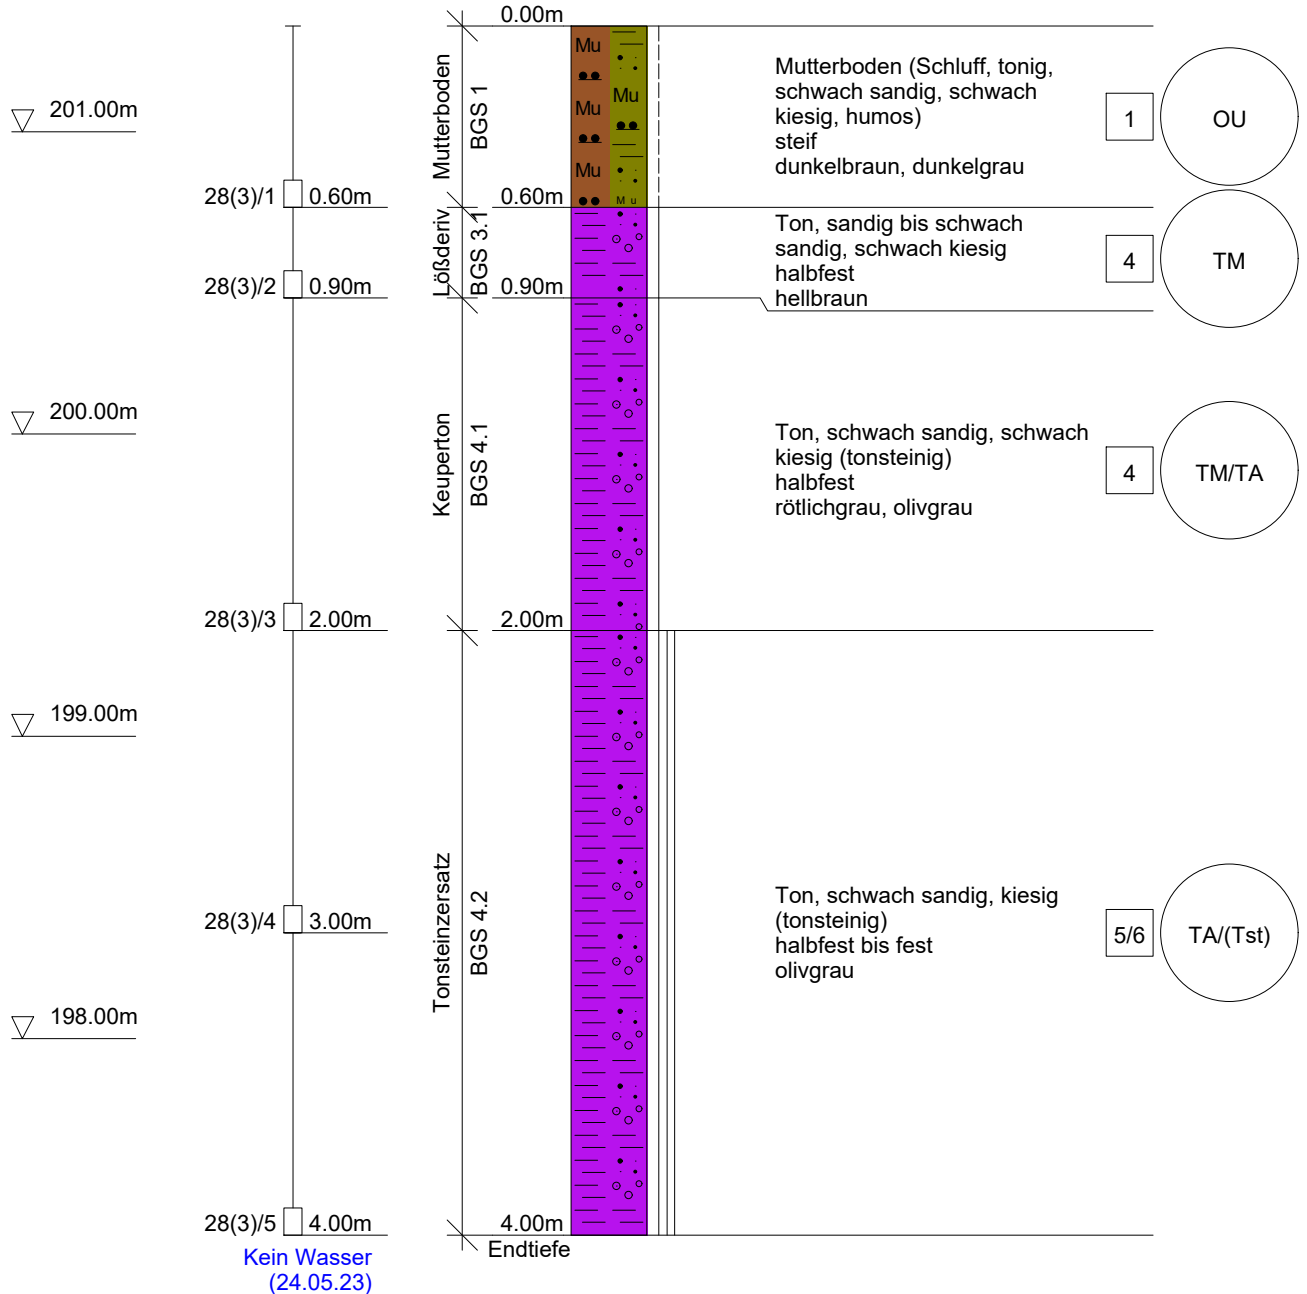 0.00m
201.00m
Mutterboden
BGS 1
Mu
Mu
Mu
Mu
M u
Mutterboden (Schluff, tonig,
schwach sandig, schwach
kiesig, humos)
steif
dunkelbraun, dunkelgrau
1
OU
28(3)/1
0.60m
0.60m
Lößderiv
BGS 3.1
Ton, sandig bis schwach
sandig, schwach kiesig
halbfest
hellbraun
4
TM
28(3)/2
0.90m
0.90m
200.00m
Keuperton
BGS 4.1
Ton, schwach sandig, schwach
kiesig (tonsteinig)
halbfest
rötlichgrau, olivgrau
4
TM/TA
28(3)/3
2.00m
2.00m
199.00m
Tonsteinzersatz
BGS 4.2
Ton, schwach sandig, kiesig
(tonsteinig)
halbfest bis fest
olivgrau
5/6
TA/(Tst)
28(3)/4
3.00m
198.00m
28(3)/5
4.00m
4.00m
Endtiefe
Kein Wasser
(24.05.23)